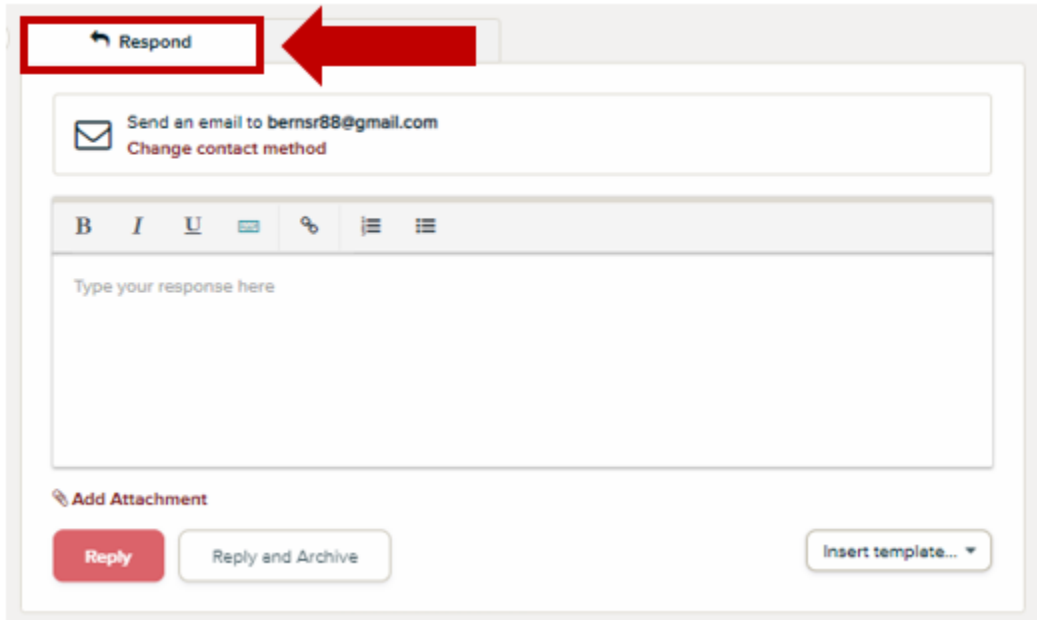 Respond
Send an email to bernsr88@gmail.com
Change contact method
B I U
Type your response here
Add Attachment
Reply
Reply and Archive
Insert template...